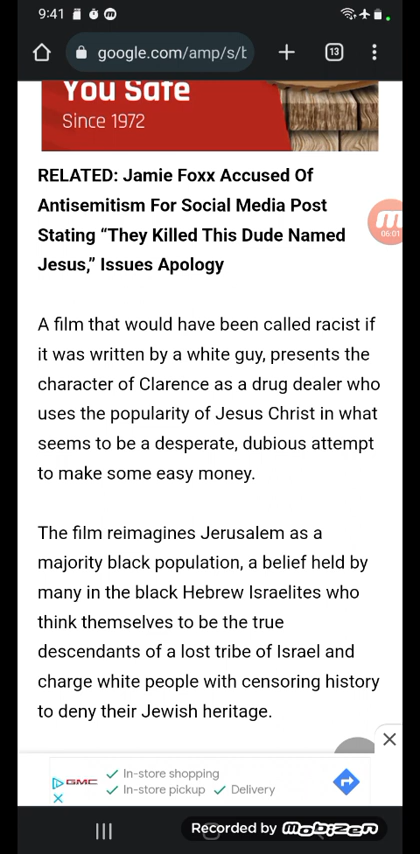 9:41
google.com/amp/s/b
13
You Safe
Since 1972
RELATED: Jamie Foxx Accused Of
Antisemitism For Social Media Post
Stating “They Killed This Dude Named
Jesus,” Issues Apology
06:01
A film that would have been called racist if
it was written by a white guy, presents the
character of Clarence as a drug dealer who
uses the popularity of Jesus Christ in what
seems to be a desperate, dubious attempt
to make some easy money.
The film reimagines Jerusalem as a
majority black population, a belief held by
many in the black Hebrew Israelites who
think themselves to be the true
descendants of a lost tribe of Israel and
charge white people with censoring history
to deny their Jewish heritage.
GMC
In-store shopping
In-store pickup Delivery
Recorded by mobizen